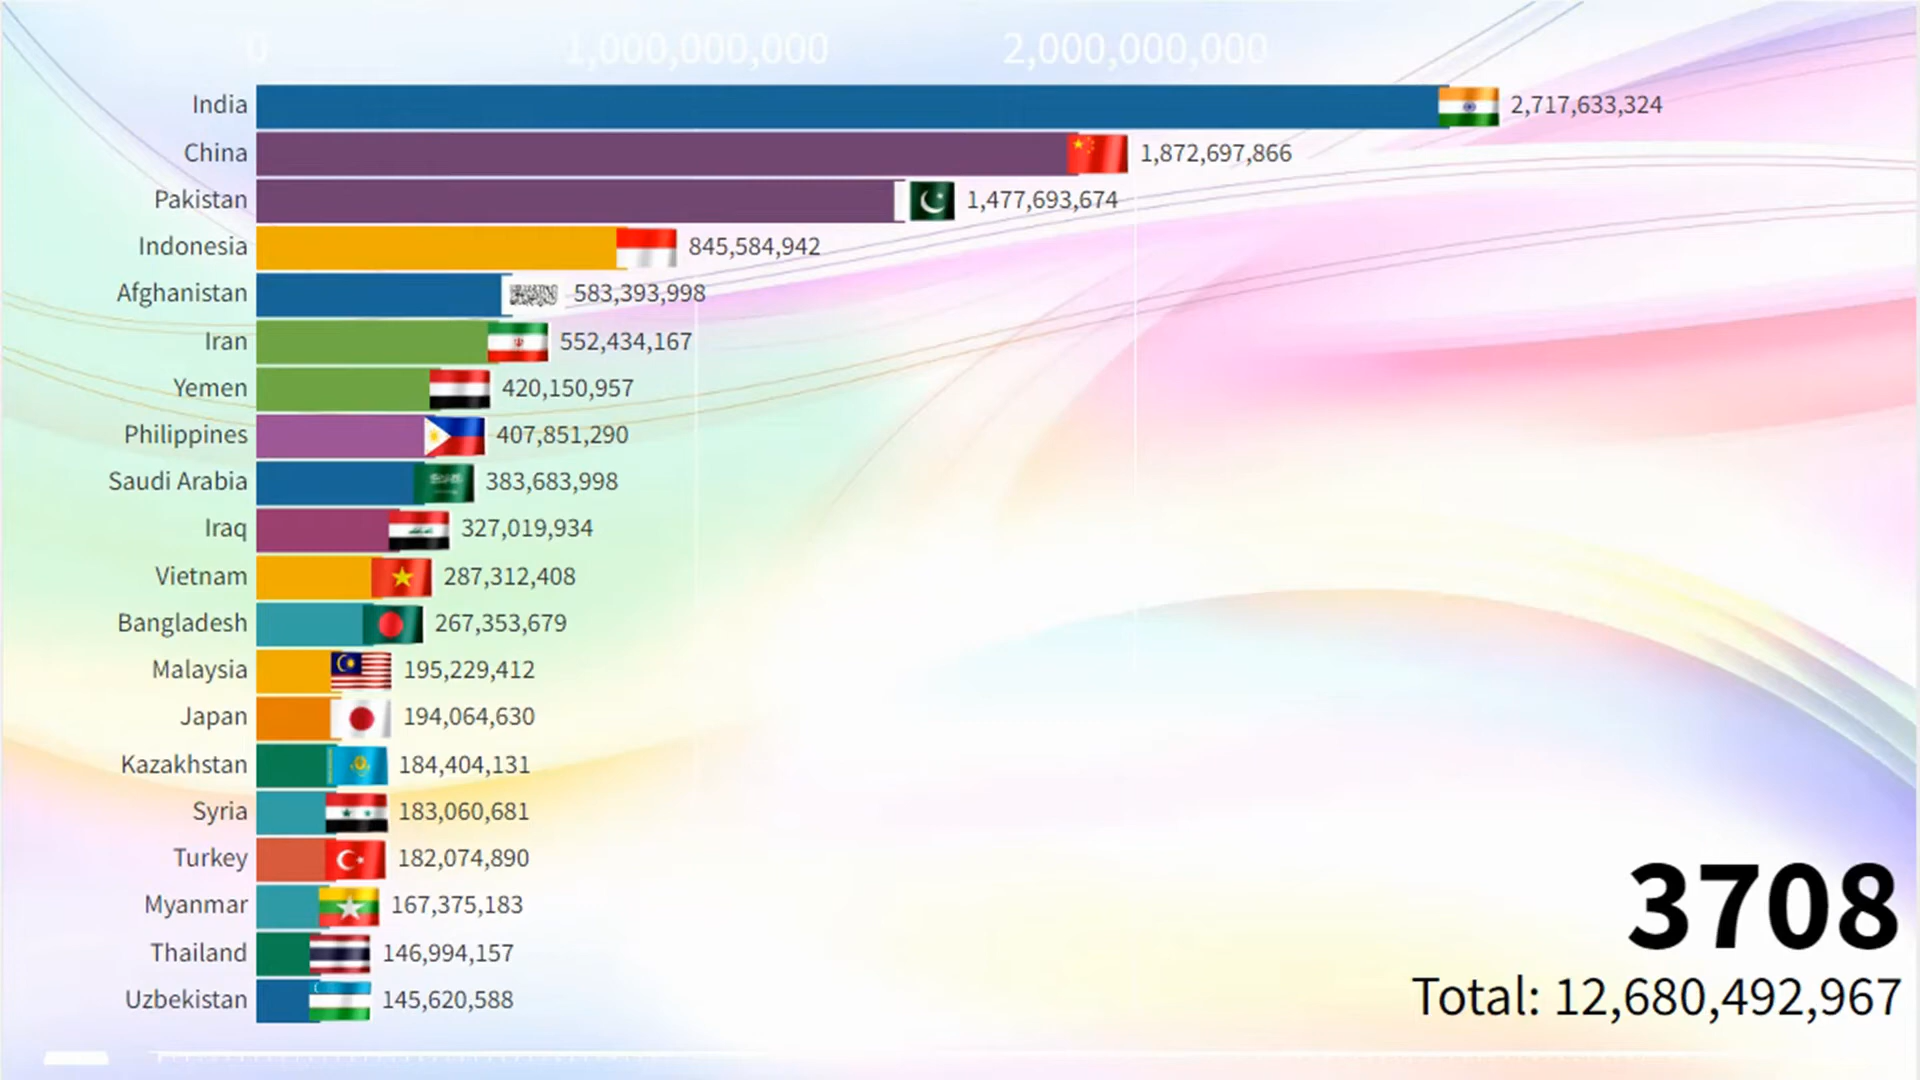 0 1,000,000,000 2,000,000,000
India 2,717,633,324
China 1,872,697,866
Pakistan 1,477,693,674
Indonesia 845,584,942
Afghanistan 583,393,998
Iran 552,434,167
Yemen 420,150,957
Philippines 407,851,290
Saudi Arabia 383,683,998
Iraq 327,019,934
Vietnam 287,312,408
Bangladesh 267,353,679
Malaysia 195,229,412
Japan 194,064,630
Kazakhstan 184,404,131
Syria 183,060,681
Turkey 182,074,890
Myanmar 167,375,183
Thailand 146,994,157
Uzbekistan 145,620,588
3708
Total: 12,680,492,967